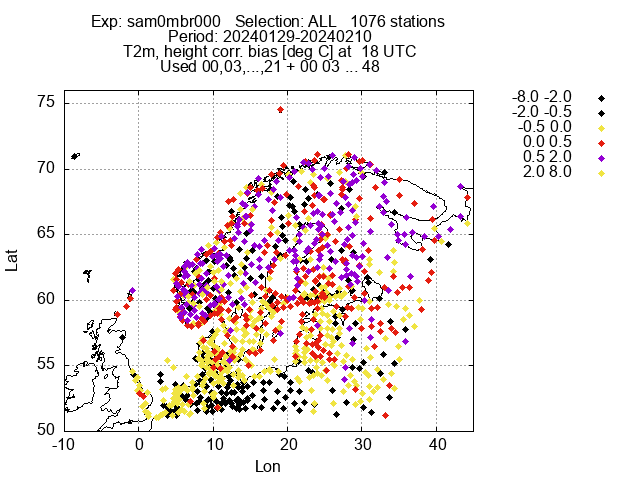 Exp: sam0mbr000 Selection: ALL 1076 stations
Period: 20240129-20240210
T2m, height corr. bias [deg C] at 18 UTC
Used 00,03,...,21 + 00 03 ... 48
-8.0 -2.0
-2.0 -0.5
-0.5 0.0
0.0 0.5
0.5 2.0
2.0 8.0
75
70
65
60
55
50
Lat
-10 0 10 20 30 40
Lon